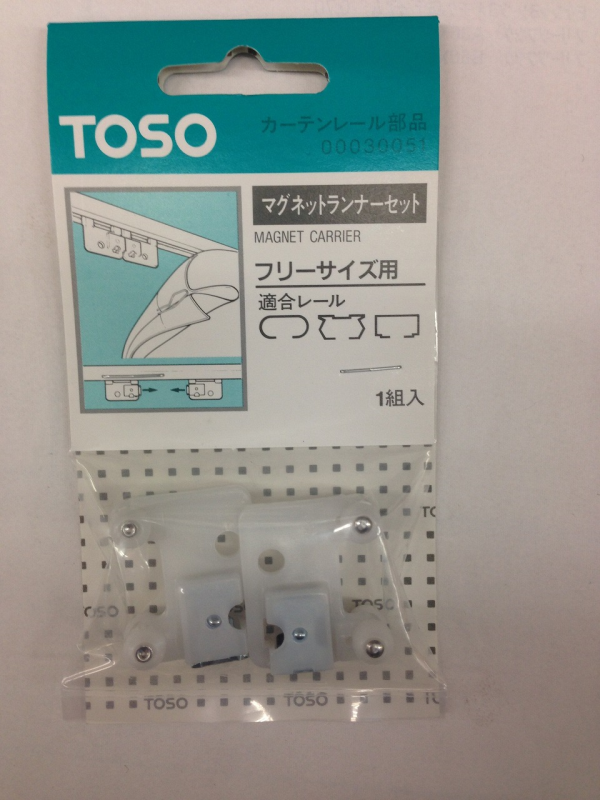 TOSO
カーテンレール部品
00039051
マグネットランナーセット
MAGNET CARRIER
フリーサイズ用
適合レール
1組入
TOSO
TOSO
TOSO
TOSO